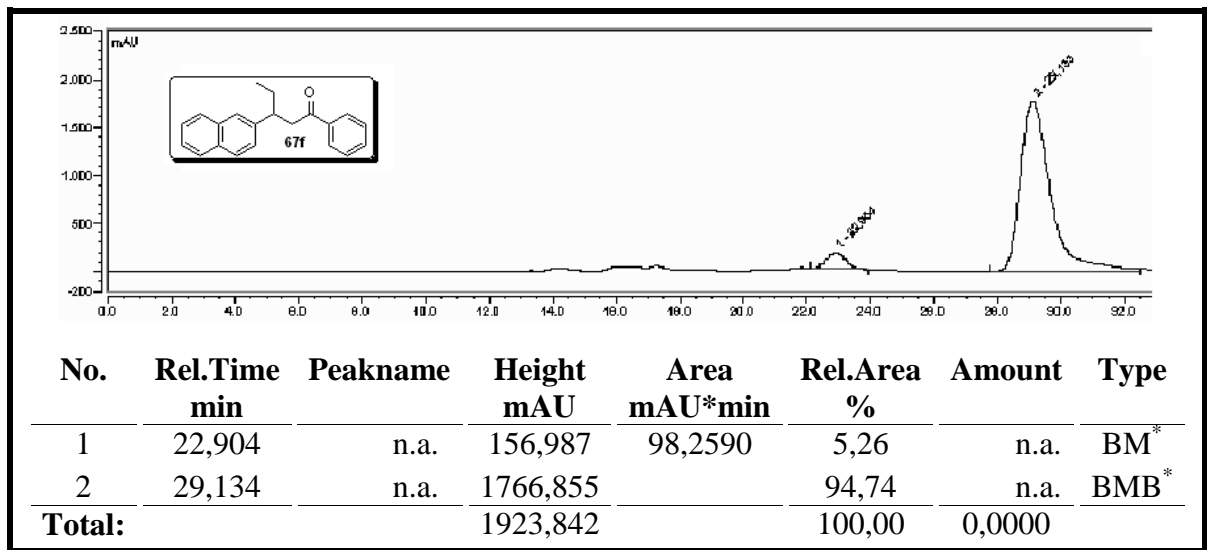 2.500
mAU
2.000
1.500
1.000
500
-200
0.0 2.0 4.0 6.0 8.0 10.0 12.0 14.0 16.0 18.0 20.0 22.0 24.0 26.0 28.0 30.0 32.0
O
67f
No. Rel.Time Peakname Height Area Rel.Area Amount Type
min mAU mAU*min %
1 22,904 n.a. 156,987 98,2590 5,26 n.a. BM*
2 29,134 n.a. 1766,855 94,74 n.a. BMB*
Total: 1923,842 100,00 0,0000